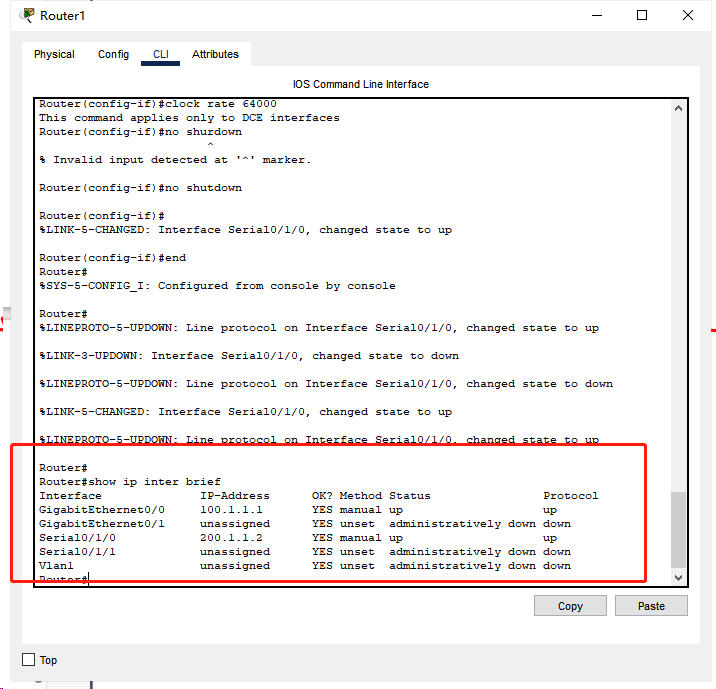 Router1
Physical Config CLI Attributes
IOS Command Line Interface
Router(config-if)#clock rate 64000
This command applies only to DCE interfaces
Router(config-if)#no shurdown
^
% Invalid input detected at '^' marker.
Router(config-if)#no shutdown
Router(config-if)#
%LINK-5-CHANGED: Interface Serial0/1/0, changed state to up
Router(config-if)#end
Router#
%SYS-5-CONFIG_I: Configured from console by console
Router#
%LINEPROTO-5-UPDOWN: Line protocol on Interface Serial0/1/0, changed state to up
%LINK-3-UPDOWN: Interface Serial0/1/0, changed state to down
%LINEPROTO-5-UPDOWN: Line protocol on Interface Serial0/1/0, changed state to down
%LINK-5-CHANGED: Interface Serial0/1/0, changed state to up
%LINEPROTO-5-UPDOWN: Line protocol on Interface Serial0/1/0, changed state to up
Router#
Router#show ip inter brief
Interface IP-Address OK? Method Status Protocol
GigabitEthernet0/0 100.1.1.1 YES manual up up
GigabitEthernet0/1 unassigned YES unset administratively down down
Serial0/1/0 200.1.1.2 YES manual up up
Serial0/1/1 unassigned YES unset administratively down down
Vlan1 unassigned YES unset administratively down down
Router#
Copy Paste
Top